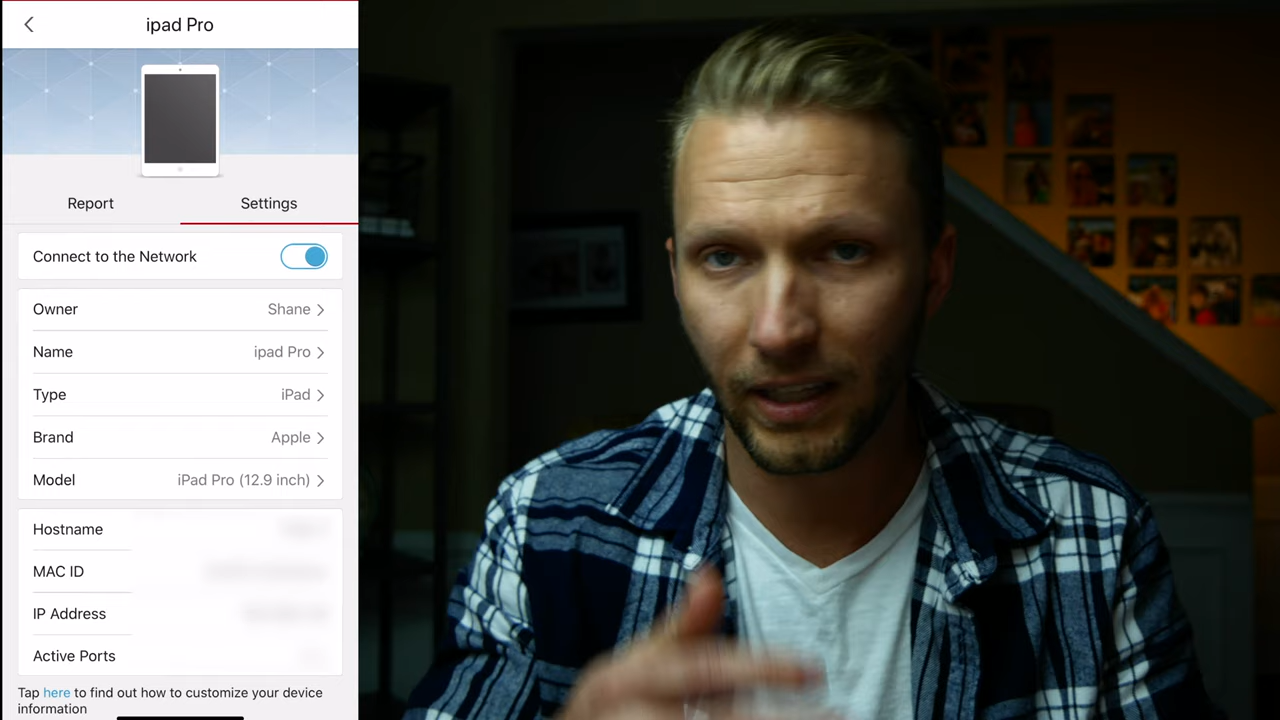 ipad Pro
Report Settings
Connect to the Network
Owner Shane
Name ipad Pro
Type iPad
Brand Apple
Model iPad Pro (12.9 inch)
Hostname
MAC ID
IP Address
Active Ports
Tap here to find out how to customize your device
information